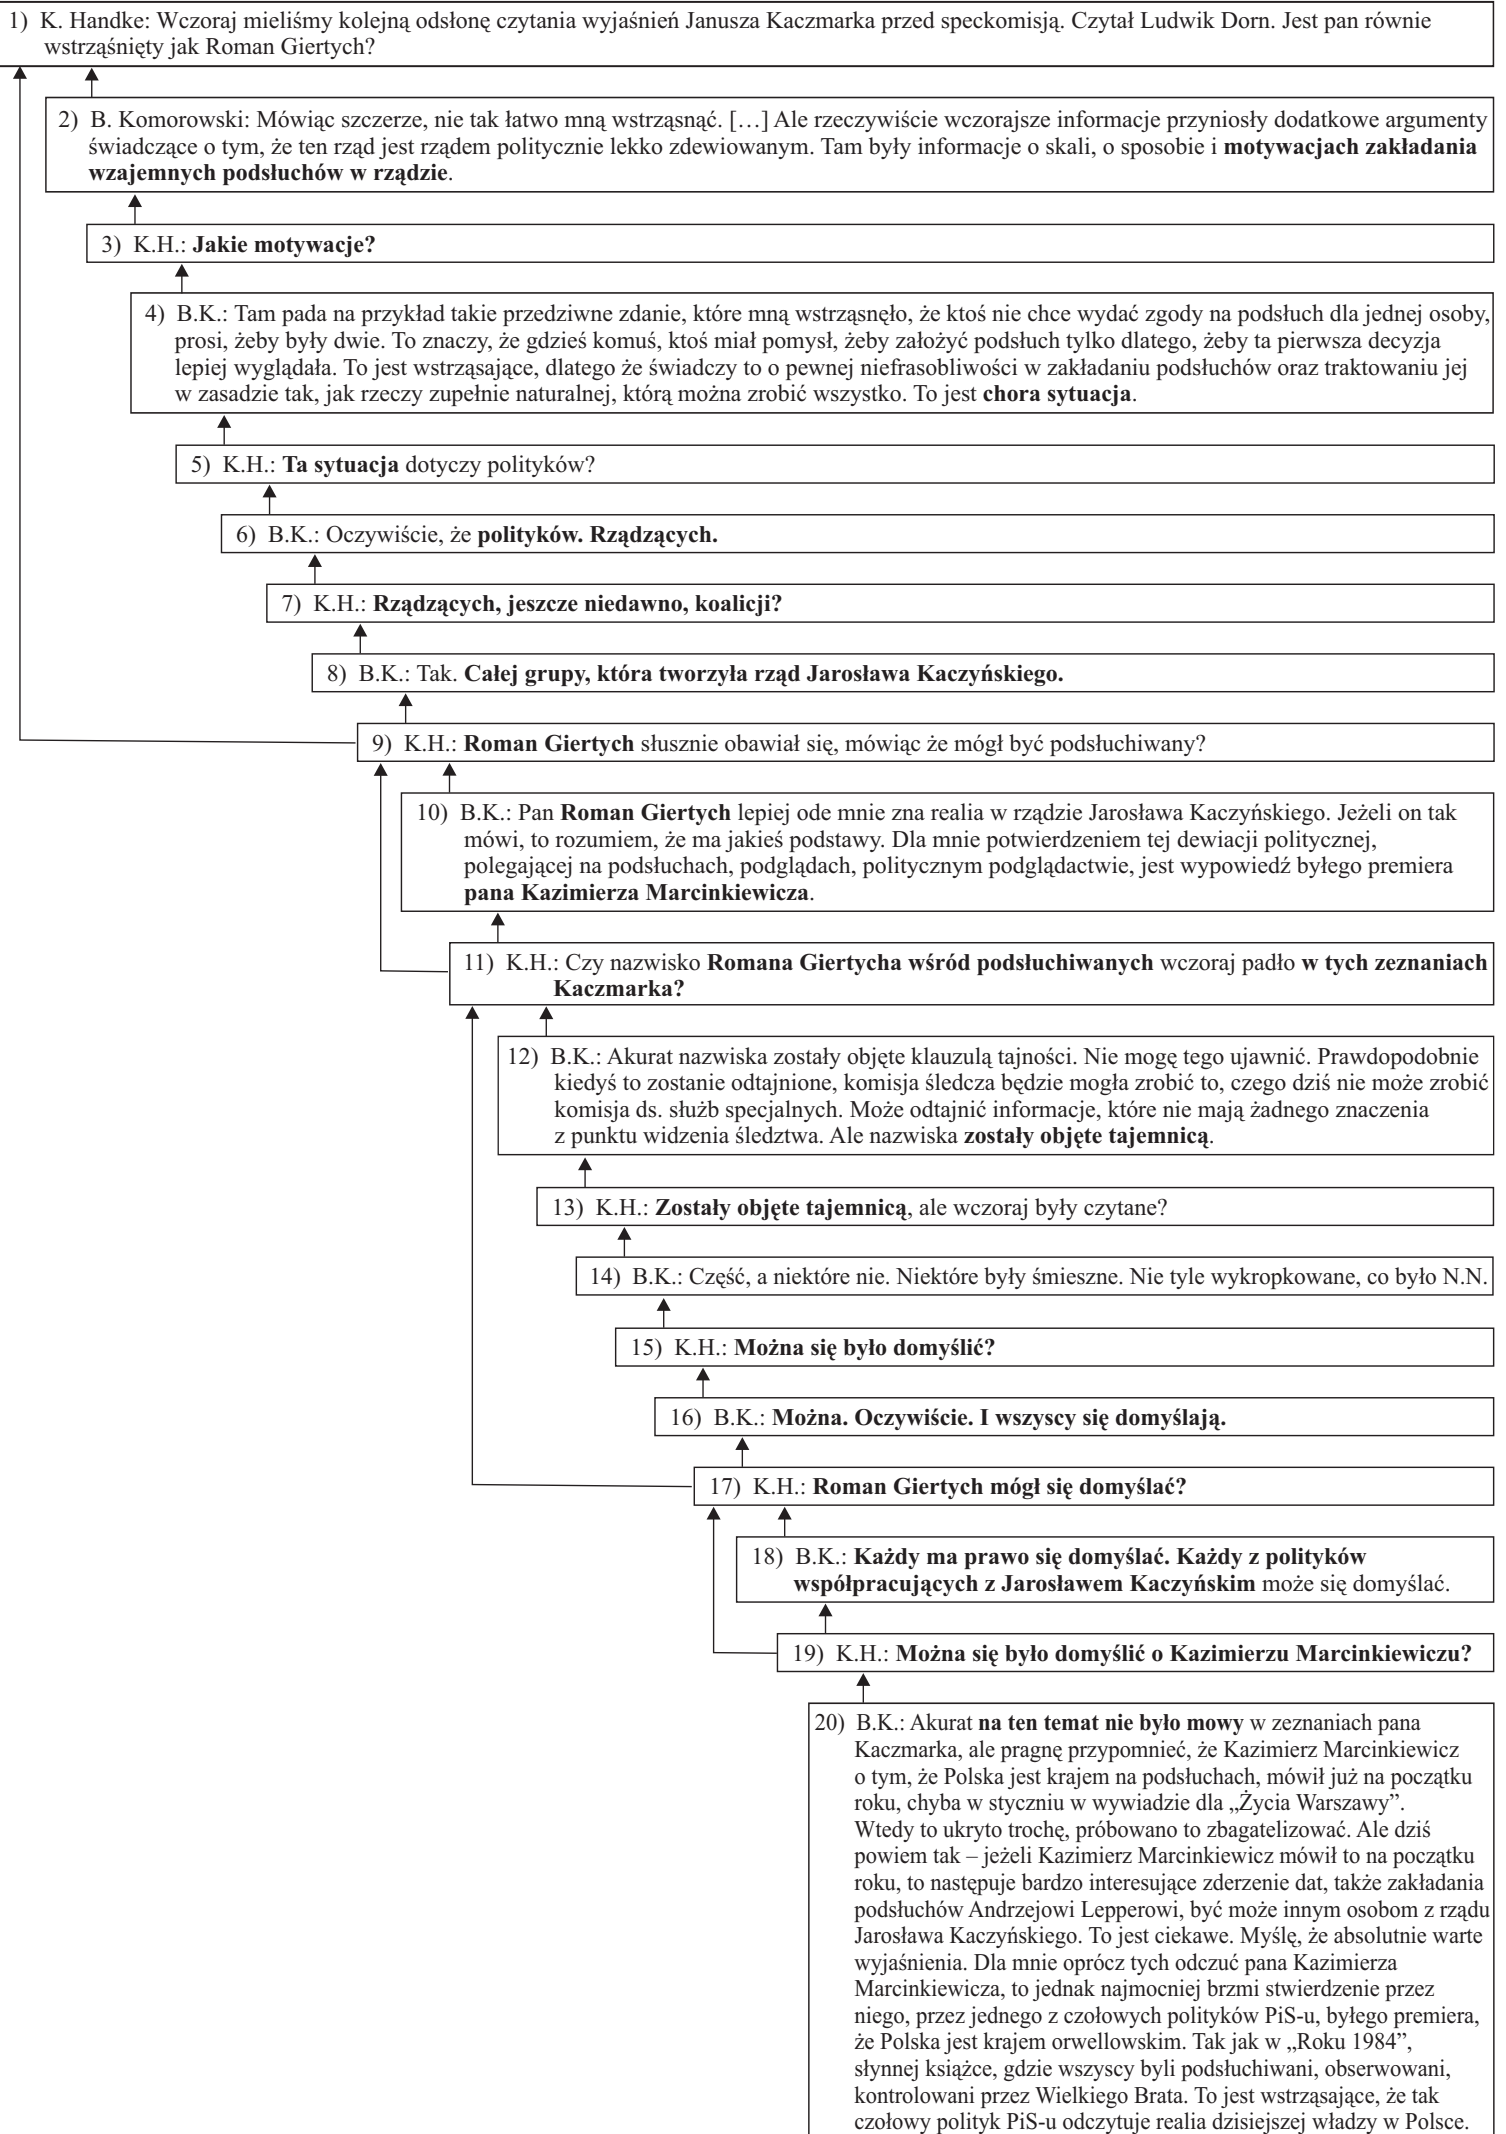 1) K. Handke: Wczoraj mieliśmy kolejną odsłonę czytania wyjaśnień Janusza Kaczmarka przed speckomisją. Czytał Ludwik Dorn. Jest pan równie
wstrząśnięty jak Roman Giertych?
2) B. Komorowski: Mówiąc szczerze, nie tak łatwo mną wstrząsnąć. […] Ale rzeczywiście wczorajsze informacje przyniosły dodatkowe argumenty
świadczące o tym, że ten rząd jest rządem politycznie lekko zdewiowanym. Tam były informacje o skali, o sposobie i motywacjach zakładania
wzajemnych podsłuchów w rządzie.
3) K.H.: Jakie motywacje?
4) B.K.: Tam pada na przykład takie przedziwne zdanie, które mną wstrząsnęło, że ktoś nie chce wydać zgody na podsłuch dla jednej osoby,
prosi, żeby były dwie. To znaczy, że gdzieś komuś, ktoś miał pomysł, żeby założyć podsłuch tylko dlatego, żeby ta pierwsza decyzja
lepiej wyglądała. To jest wstrząsające, dlatego że świadczy to o pewnej niefrasobliwości w zakładaniu podsłuchów oraz traktowaniu jej
w zasadzie tak, jak rzeczy zupełnie naturalnej, którą można zrobić wszystko. To jest chora sytuacja.
5) K.H.: Ta sytuacja dotyczy polityków?
6) B.K.: Oczywiście, że polityków. Rządzących.
7) K.H.: Rządzących, jeszcze niedawno, koalicji?
8) B.K.: Tak. Całej grupy, która tworzyła rząd Jarosława Kaczyńskiego.
9) K.H.: Roman Giertych słusznie obawiał się, mówiąc że mógł być podsłuchiwany?
10) B.K.: Pan Roman Giertych lepiej ode mnie zna realia w rządzie Jarosława Kaczyńskiego. Jeżeli on tak
mówi, to rozumiem, że ma jakieś podstawy. Dla mnie potwierdzeniem tej dewiacji politycznej,
polegającej na podsłuchach, podglądach, politycznym podglądactwie, jest wypowiedź byłego premiera
pana Kazimierza Marcinkiewicza.
11) K.H.: Czy nazwisko Romana Giertycha wśród podsłuchiwanych wczoraj padło w tych zeznaniach
Kaczmarka?
12) B.K.: Akurat nazwiska zostały objęte klauzulą tajności. Nie mogę tego ujawnić. Prawdopodobnie
kiedyś to zostanie odtajnione, komisja śledcza będzie mogła zrobić to, czego dziś nie może zrobić
komisja ds. służb specjalnych. Może odtajnić informacje, które nie mają żadnego znaczenia
z punktu widzenia śledztwa. Ale nazwiska zostały objęte tajemnicą.
13) K.H.: Zostały objęte tajemnicą, ale wczoraj były czytane?
14) B.K.: Część, a niektóre nie. Niektóre były śmieszne. Nie tyle wykropkowane, co było N.N.
15) K.H.: Można się było domyślić?
16) B.K.: Można. Oczywiście. I wszyscy się domyślają.
17) K.H.: Roman Giertych mógł się domyślać?
18) B.K.: Każdy ma prawo się domyślać. Każdy z polityków
współpracujących z Jarosławem Kaczyńskim może się domyślać.
19) K.H.: Można się było domyślić o Kazimierzu Marcinkiewiczu?
20) B.K.: Akurat na ten temat nie było mowy w zeznaniach pana
Kaczmarka, ale pragnę przypomnieć, że Kazimierz Marcinkiewicz
o tym, że Polska jest krajem na podsłuchach, mówił już na początku
roku, chyba w styczniu w wywiadzie dla „Życia Warszawy”.
Wtedy to ukryto trochę, próbowano to zbagatelizować. Ale dziś
powiem tak – jeżeli Kazimierz Marcinkiewicz mówił to na początku
roku, to następuje bardzo interesujące zderzenie dat, także zakładania
podsłuchów Andrzejowi Lepperowi, być może innym osobom z rządu
Jarosława Kaczyńskiego. To jest ciekawe. Myślę, że absolutnie warte
wyjaśnienia. Dla mnie oprócz tych odczuć pana Kazimierza
Marcinkiewicza, to jednak najmocniej brzmi stwierdzenie przez
niego, przez jednego z czołowych polityków PiS-u, byłego premiera,
że Polska jest krajem orwellowskim. Tak jak w „Roku 1984”,
słynnej książce, gdzie wszyscy byli podsłuchiwani, obserwowani,
kontrolowani przez Wielkiego Brata. To jest wstrząsające, że tak
czołowy polityk PiS-u odczytuje realia dzisiejszej władzy w Polsce.